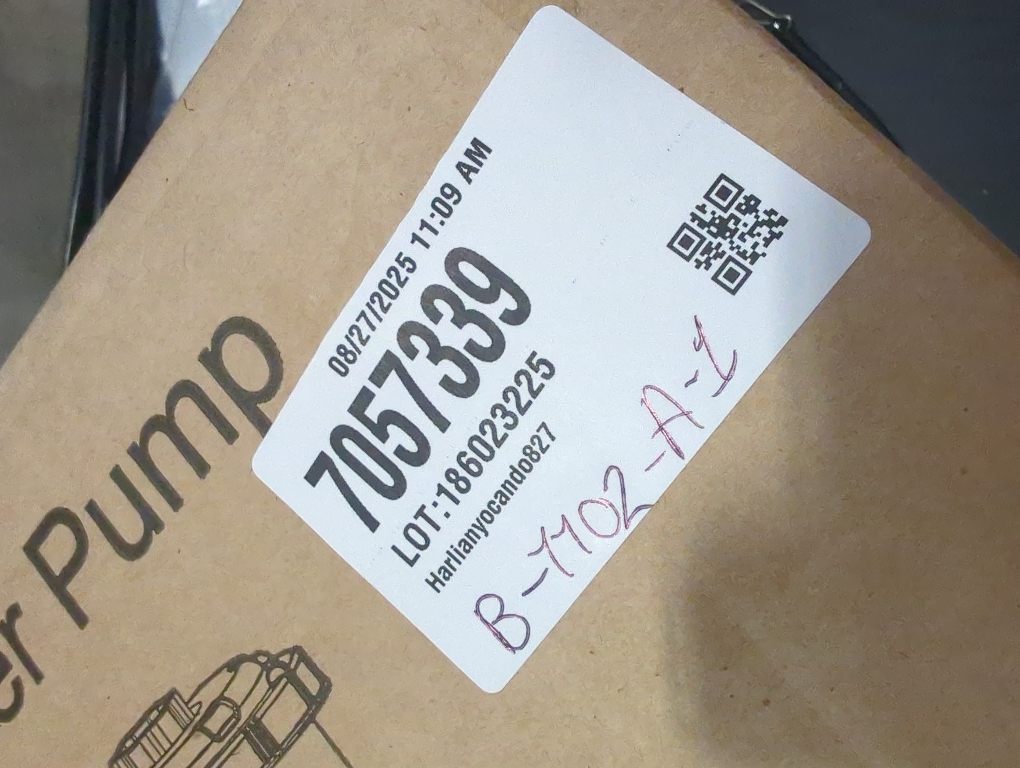 08/27/2025 11:09 AM
7057339
LOT:186023225
Harlianyocando827
B-1102-A-1
er Pump